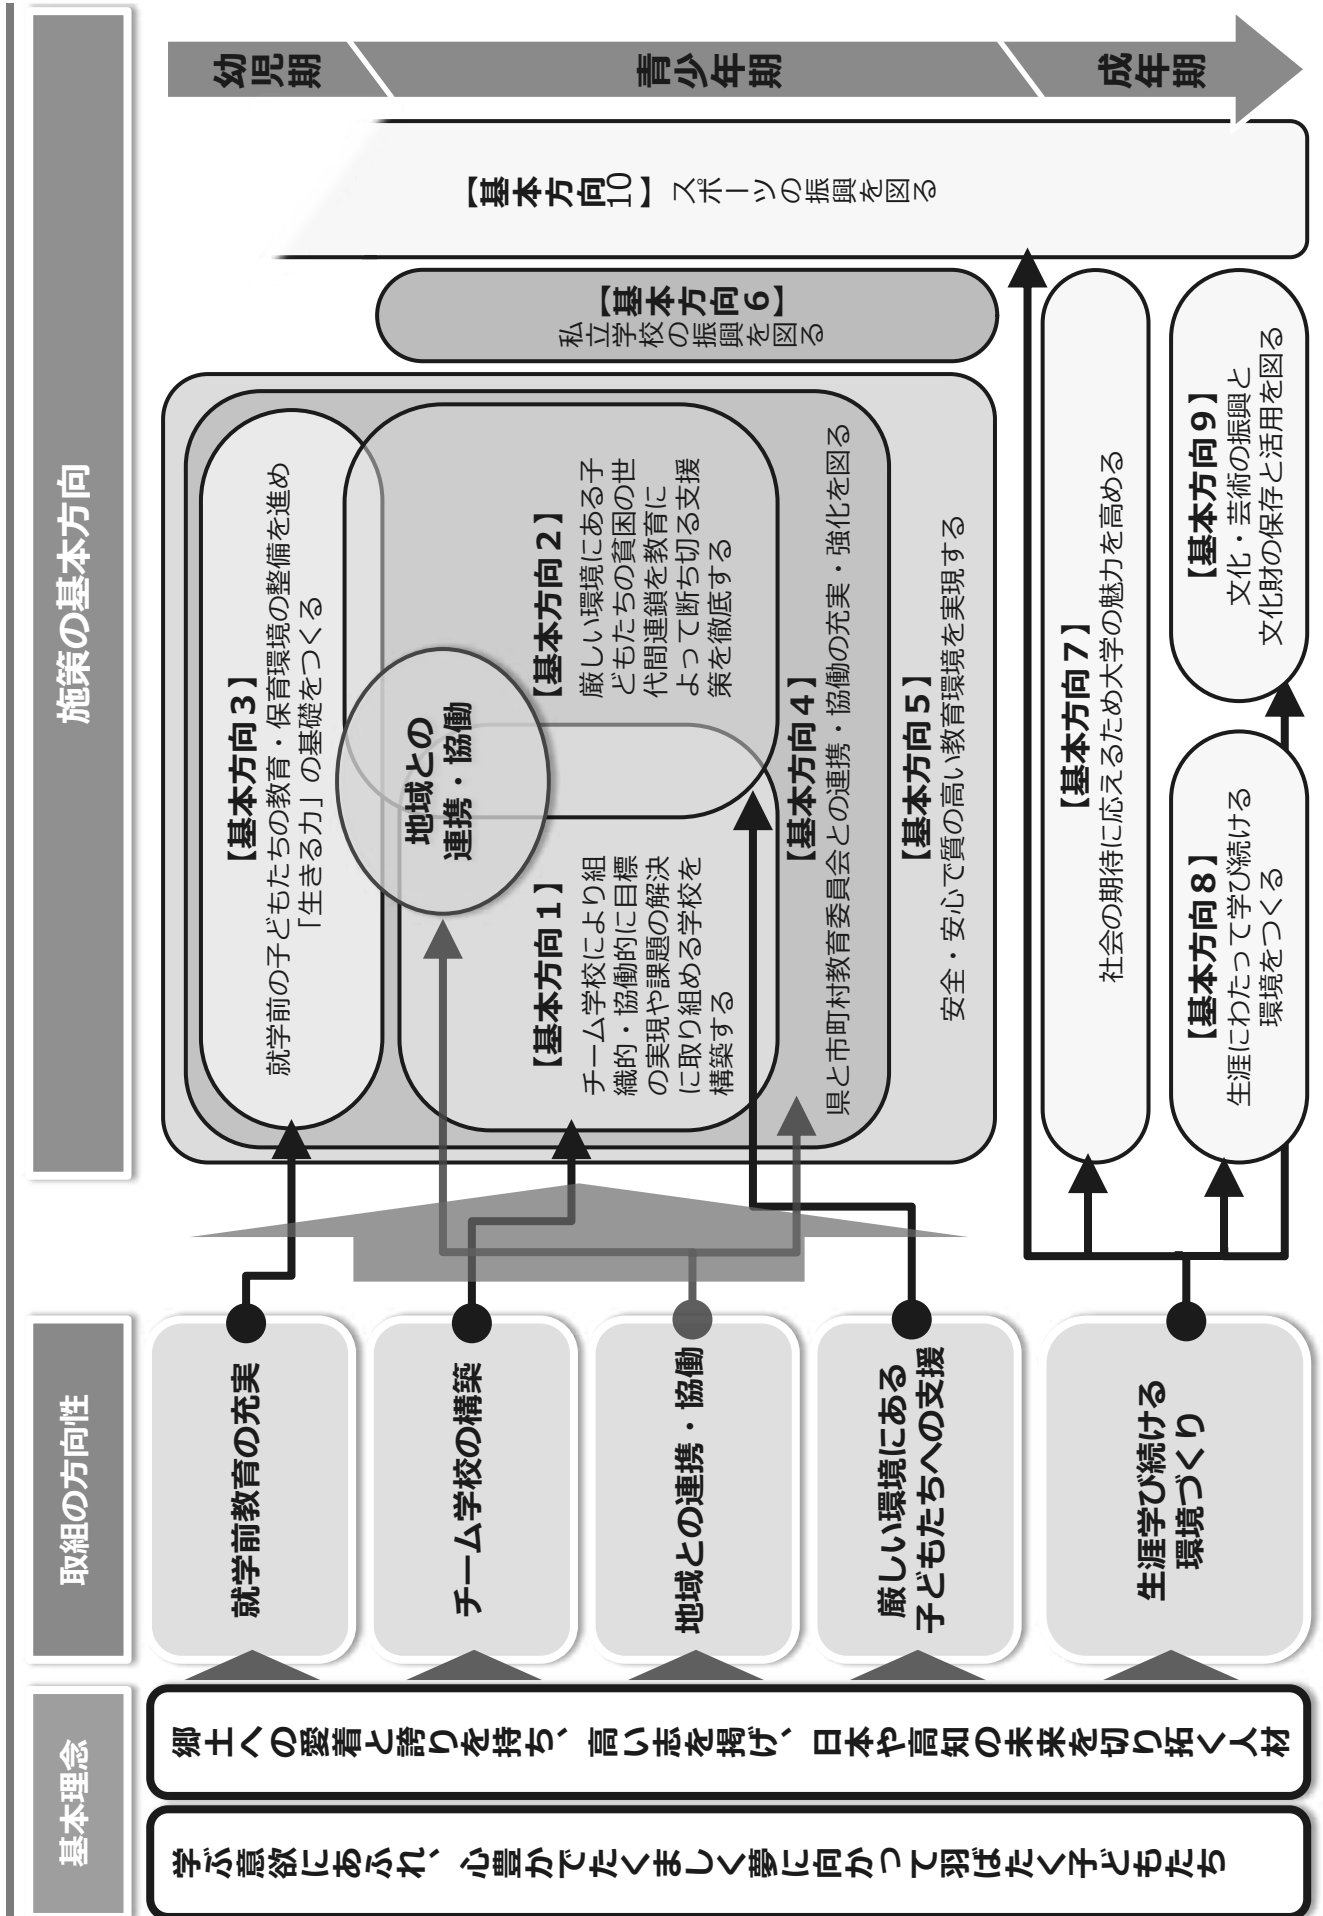 基本理念
学ぶ意欲にあふれ、心豊かでたくましく夢に向かって羽ばたく子どもたち
郷土への愛着と誇りを持ち、高い志を掲げ、日本や高知の未来を切り拓く人材
取組の方向性
就学前教育の充実
チーム学校の構築
地域との連携・協働
厳しい環境にある
子どもたちへの支援
生涯学び続ける
環境づくり
施策の基本方向
【基本方向３】
就学前の子どもたちの教育・保育環境の整備を進め
「生きる力」の基礎をつくる
地域との
連携・協働
【基本方向１】
チーム学校により組
織的・協働的に目標
の実現や課題の解決
に取り組める学校を
構築する
【基本方向２】
厳しい環境にある子
どもたちの貧困の世
代間連鎖を教育に
よって断ち切る支援
策を徹底する
【基本方向４】
県と市町村教育委員会との連携・協働の充実・強化を図る
【基本方向５】
安全・安心で質の高い教育環境を実現する
【基本方向６】
私立学校の振興を図る
【基本方向７】
社会の期待に応えるため大学の魅力を高める
【基本方向８】
生涯にわたって学び続ける
環境をつくる
【基本方向９】
文化・芸術の振興と
文化財の保存と活用を図る
【基本方向10】スポーツの振興を図る
幼児期
青少年期
成年期